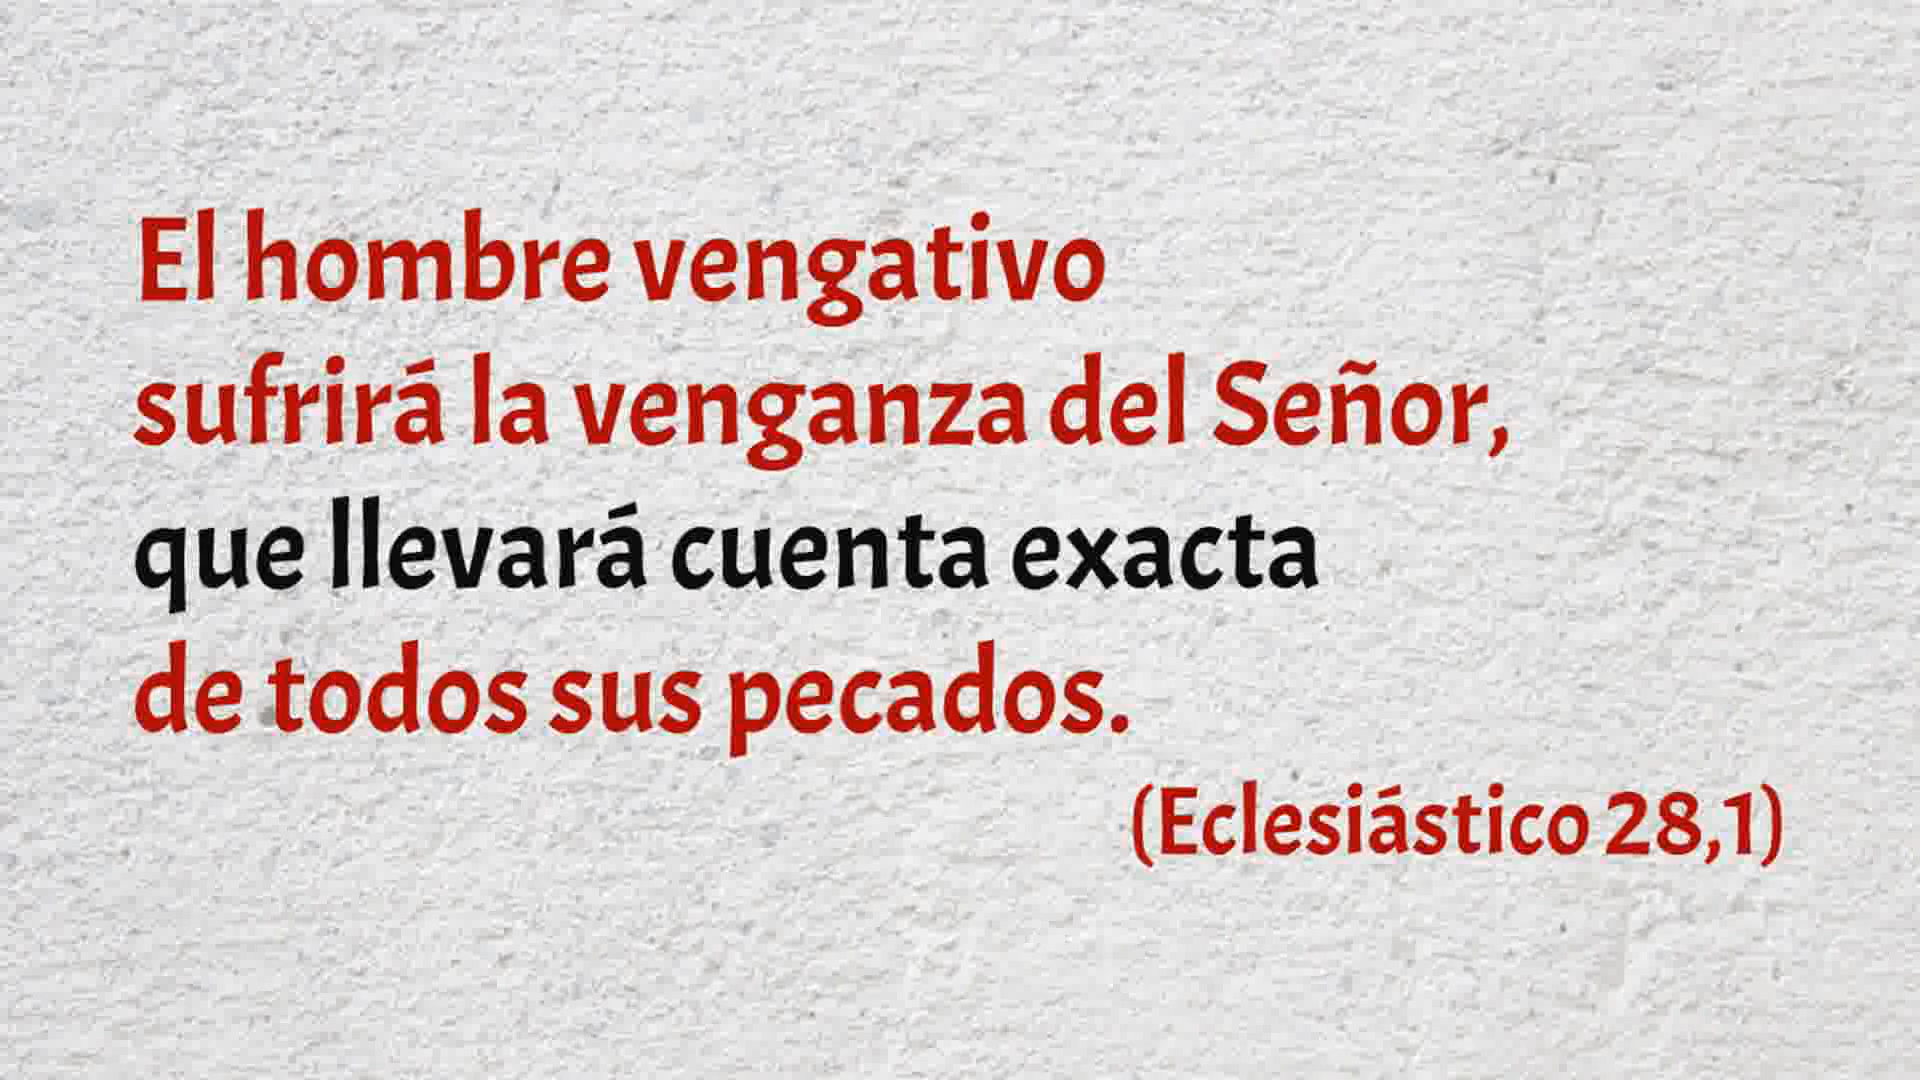 El hombre vengativo
sufrirá la venganza del Señor,
que llevará cuenta exacta
de todos sus pecados.
(Eclesiástico 28,1)